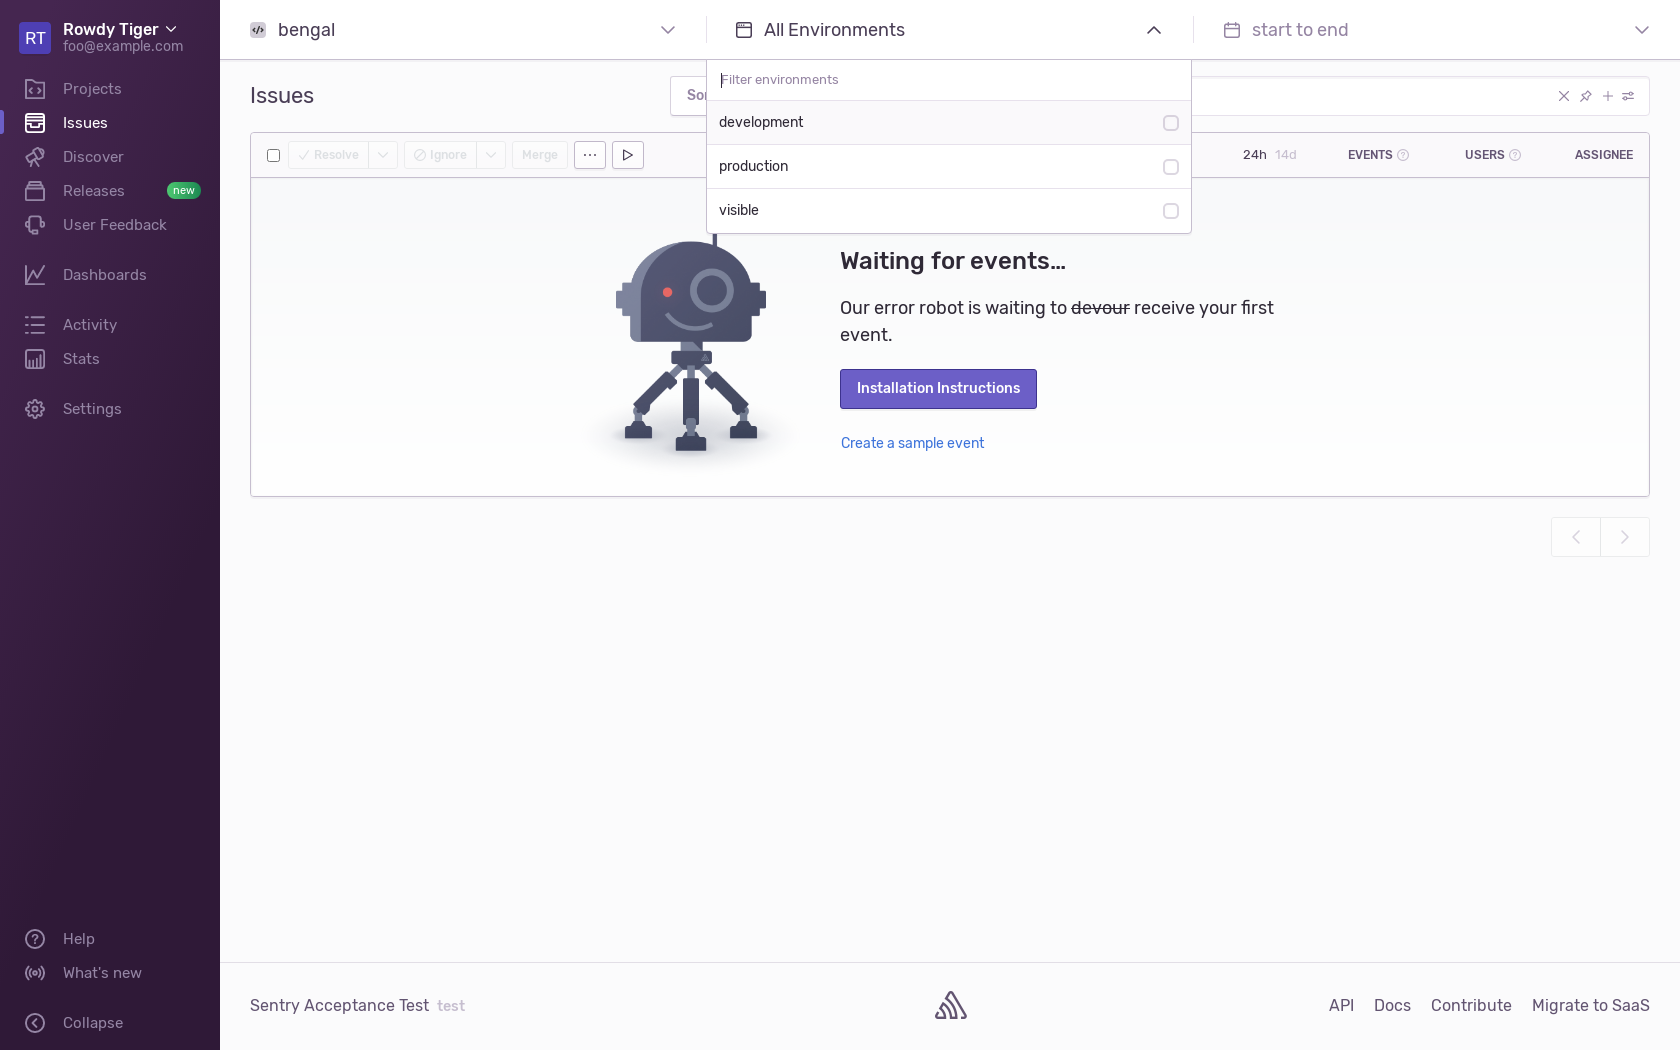 RT
Rowdy Tiger
foo@example.com
Projects
Issues
Discover
Releases new
User Feedback
Dashboards
Activity
Stats
Settings
Help
What's new
Collapse
bengal
All Environments
start to end
Filter environments
development
production
visible
Issues
Resolve
Ignore
Merge
24h 14d
EVENTS
USERS
ASSIGNEE
Waiting for events…
Our error robot is waiting to devour receive your first
event.
Installation Instructions
Create a sample event
Sentry Acceptance Test test
API
Docs
Contribute
Migrate to SaaS